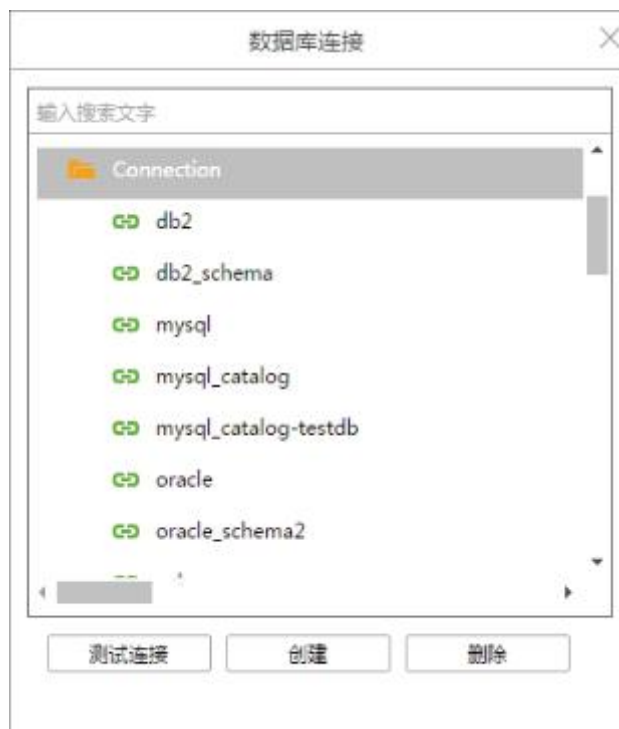 数据库连接
输入搜索文字
Connection
db2
db2_schema
mysql
mysql_catalog
mysql_catalog-testdb
oracle
oracle_schema2
测试连接
创建
删除